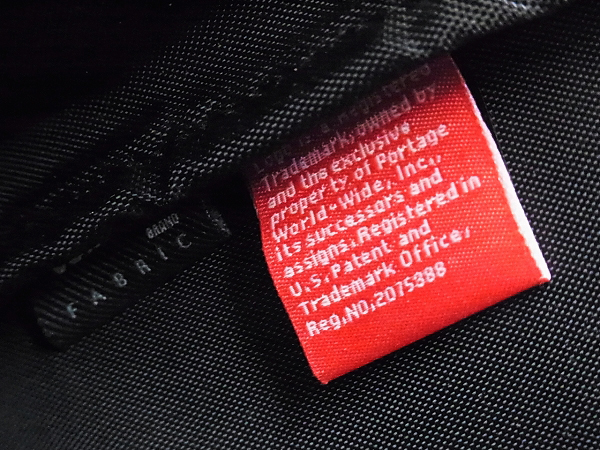 a Registered
Trademark, owned by
and the exclusive
property of Portage
World-Wide, Inc.,
its successors and
assigns. Registered in
U.S. Patent and
Trademark Office,
Reg.NO.2075388
BRAND
FABRIC